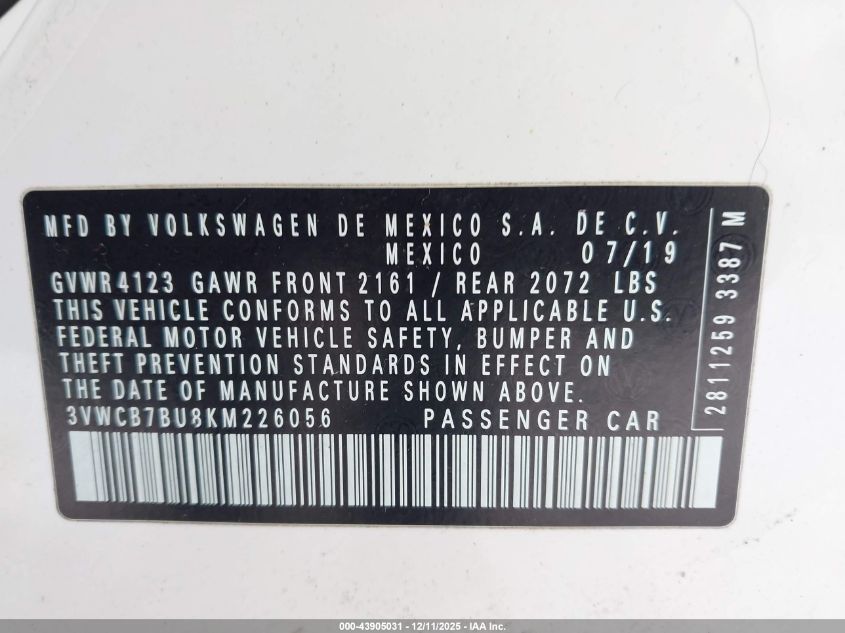 MFD BY VOLKSWAGEN DE MEXICO S.A. DE C.V.
MEXICO 07/19
GVWR4123 GAWR FRONT 2161 / REAR 2072 LBS
THIS VEHICLE CONFORMS TO ALL APPLICABLE U.S.
FEDERAL MOTOR VEHICLE SAFETY, BUMPER AND
THEFT PREVENTION STANDARDS IN EFFECT ON
THE DATE OF MANUFACTURE SHOWN ABOVE.
3VWCB7BU8KM226056 PASSENGER CAR
2811259 3387 M
000-43905031 - 12/11/2025 - IAA Inc.